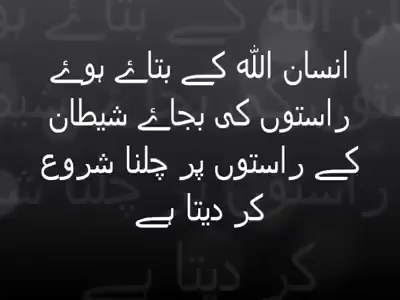 انسان اللہ کے بتائے ہوئے
راستوں کی بجائے شیطان
کے راستوں پر چلنا شروع
کر دیتا ہے